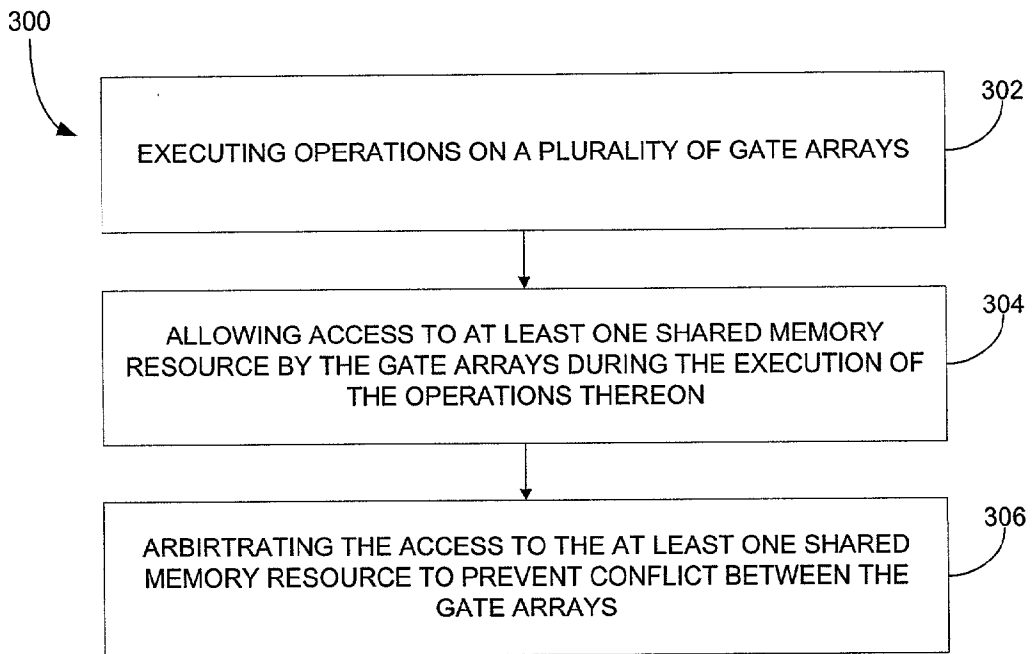 300
302
EXECUTING OPERATIONS ON A PLURALITY OF GATE ARRAYS
304
ALLOWING ACCESS TO AT LEAST ONE SHARED MEMORY
RESOURCE BY THE GATE ARRAYS DURING THE EXECUTION OF
THE OPERATIONS THEREON
306
ARBIRTRATING THE ACCESS TO THE AT LEAST ONE SHARED
MEMORY RESOURCE TO PREVENT CONFLICT BETWEEN THE
GATE ARRAYS